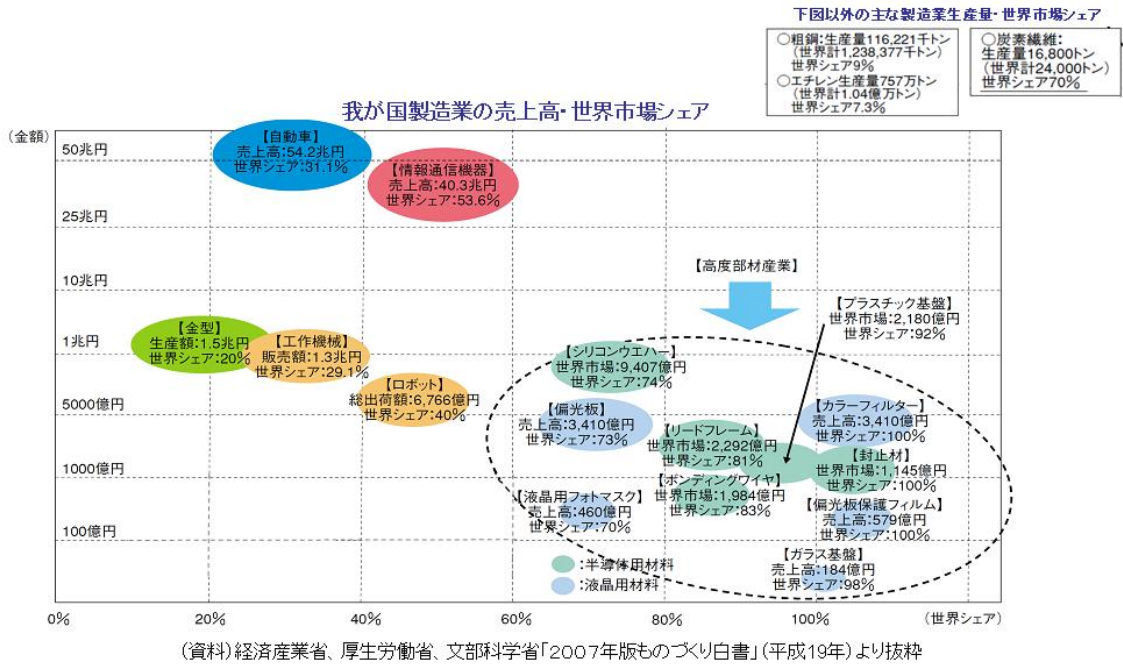 下図以外の主な製造業生産量・世界市場シェア
○粗鋼:生産量116,221千トン
(世界計1,238,377千トン)
世界シェア9%
○エチレン生産量757万トン
(世界計1.04億万トン)
世界シェア7.3%
○炭素繊維:
生産量16,800トン
(世界計24,000トン)
世界シェア70%
我が国製造業の売上高・世界市場シェア
(金額)
50兆円
25兆円
10兆円
1兆円
5000億円
1000億円
100億円
【自動車】
売上高:54.2兆円
世界シェア:31.1%
【情報通信機器】
売上高:40.3兆円
世界シェア:53.6%
【高度部材産業】
【プラスチック基盤】
世界市場:2,180億円
世界シェア:92%
【金型】
生産額:1.5兆円
世界シェア:20%
【工作機械】
販売額:1.3兆円
世界シェア:29.1%
【ロボット】
総出荷額:6,766億円
世界シェア:40%
【シリコンウエハー】
世界市場:9,407億円
世界シェア:74%
【偏光板】
売上高:3,410億円
世界シェア:73%
【リードフレーム】
世界市場:2,292億円
世界シェア:81%
【カラーフィルター】
売上高:3,410億円
世界シェア:100%
【封止材】
世界市場:1,145億円
世界シェア:100%
【ボンディングワイヤ】
世界市場:1,984億円
世界シェア:83%
【液晶用フォトマスク】
売上高:460億円
世界シェア:70%
【偏光板保護フィルム】
売上高:579億円
世界シェア:100%
【ガラス基盤】
売上高:184億円
世界シェア:98%
:半導体用材料
:液晶用材料
0%
20%
40%
60%
80%
100%
(世界シェア)
(資料)経済産業省、厚生労働省、文部科学省「2007年版ものづくり白書」(平成19年)より抜粋